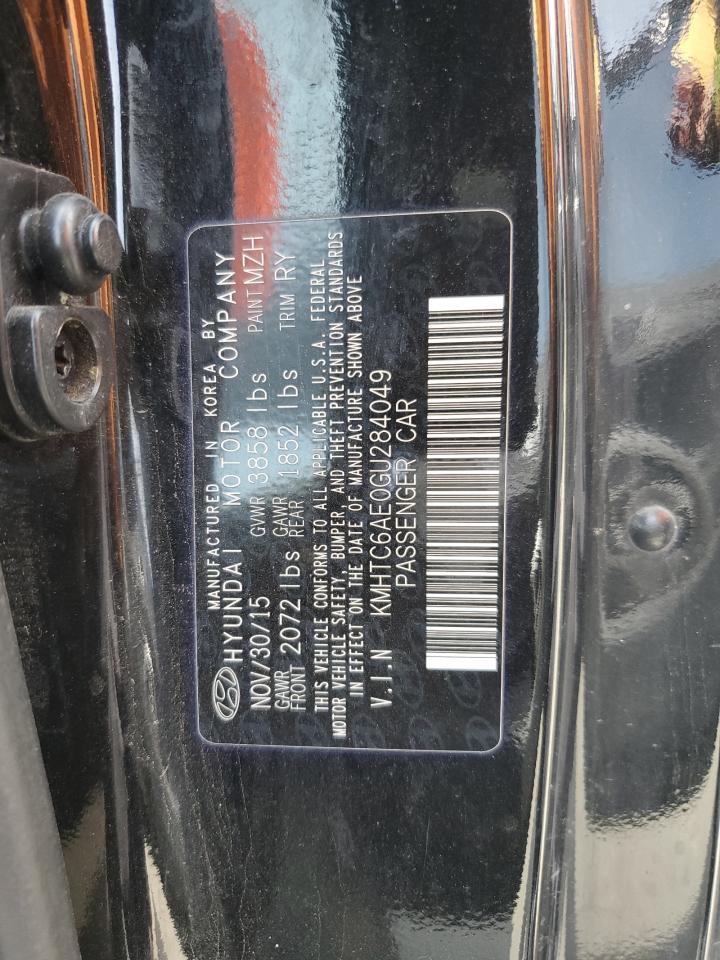 MANUFACTURED IN KOREA BY
HYUNDAI MOTOR COMPANY
NOV/30/15 GVWR 3858 lbs PAINT MZH
GAWR FRONT 2072 lbs GAWR REAR 1852 lbs TRIM RY
THIS VEHICLE CONFORMS TO ALL APPLICABLE U.S.A. FEDERAL
MOTOR VEHICLE SAFETY, BUMPER, AND THEFT PREVENTION STANDARDS
IN EFFECT ON THE DATE OF MANUFACTURE SHOWN ABOVE
V.I.N KMHTC6AE0GU284049
PASSENGER CAR